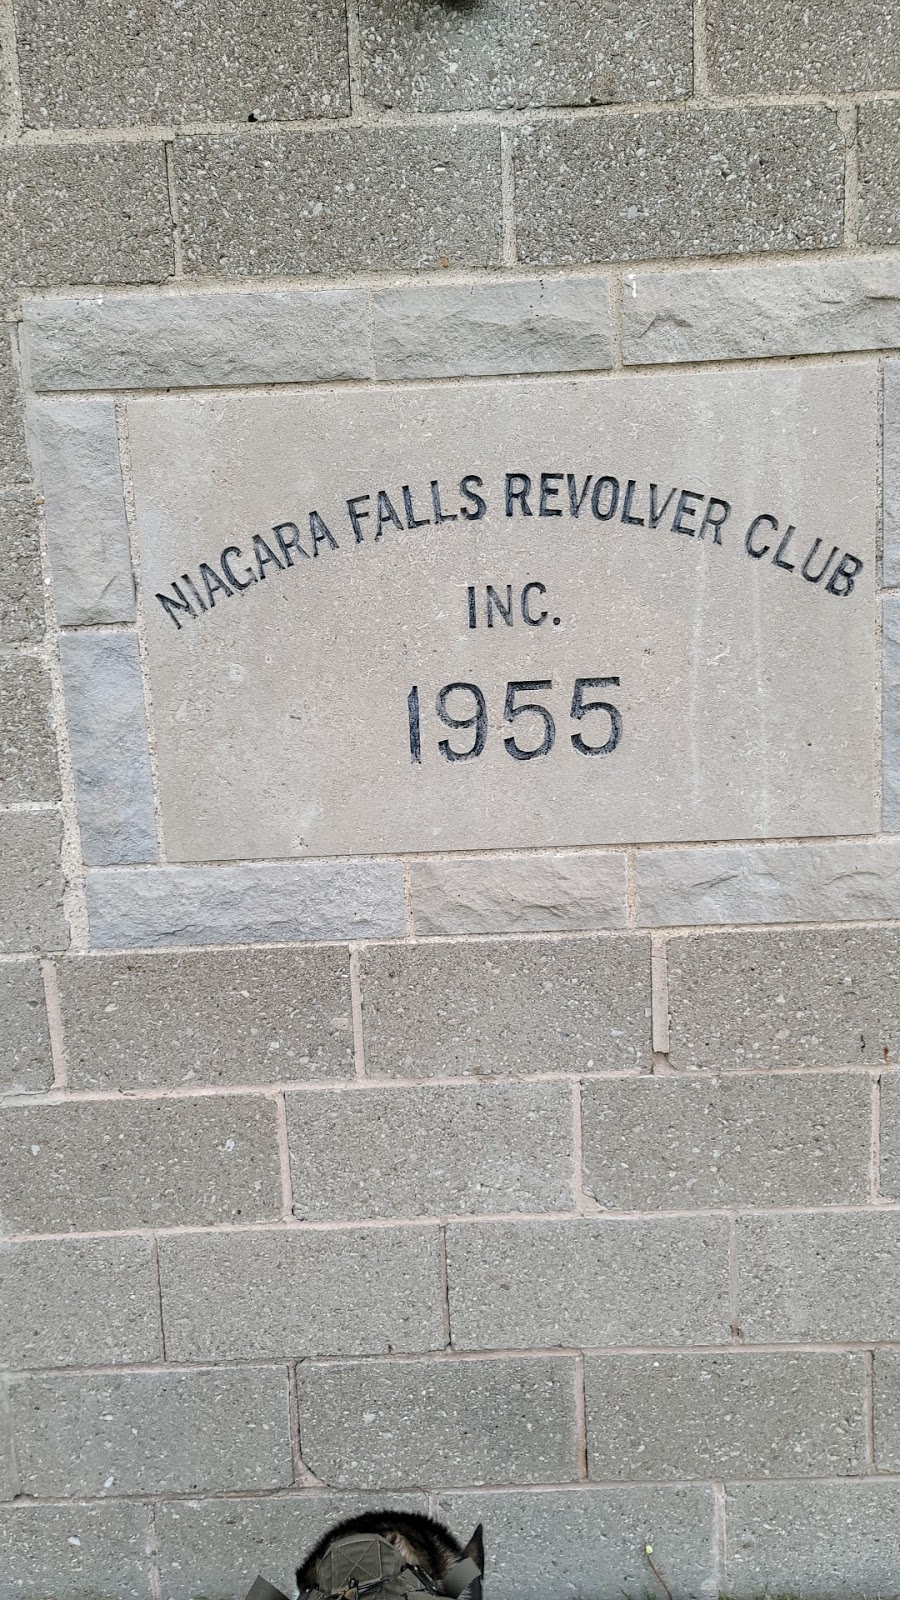 NIAGARA FALLS REVOLVER CLUB
INC.
1955